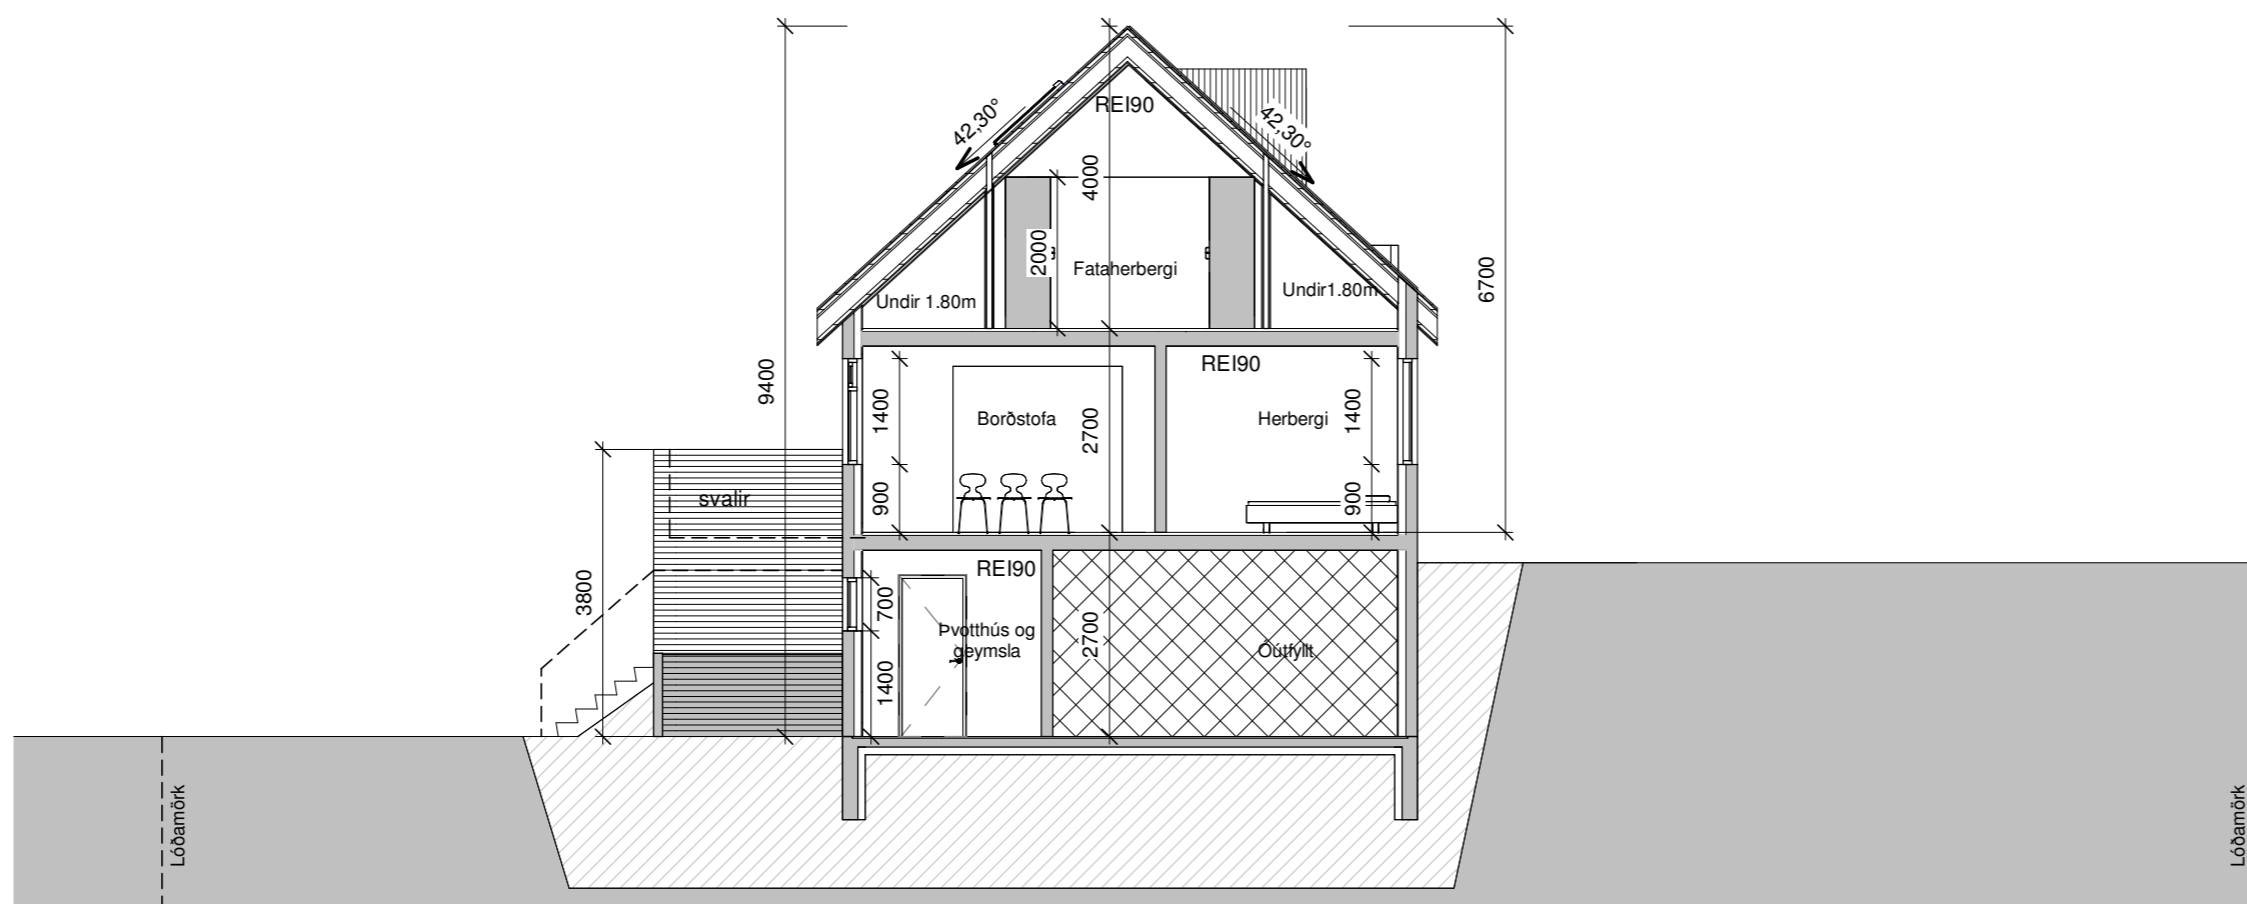 42,30°
REI90
42,30°
4000
2000
Fataherbergi
Undir 1.80m
Undir1.80m
6700
9400
REI90
1400
Borðstofa
2700
Herbergi
1400
svalir
900
900
3800
REI90
700
Þvotthús og
geymsla
2700
Óútfyllt
1400
Lóðamörk
Lóðamörk